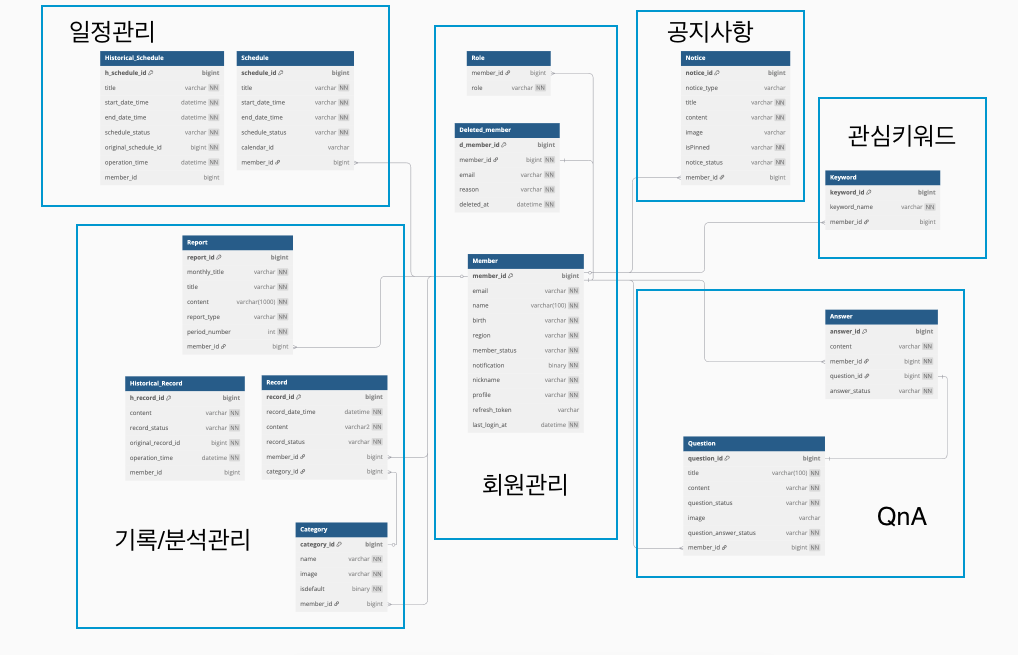 일정관리
Historical_Schedule
h_schedule_id bigint
title varchar NN
start_date_time datetime NN
end_date_time datetime NN
schedule_status varchar NN
original_schedule_id bigint NN
operation_time datetime NN
member_id bigint
Schedule
schedule_id bigint
title varchar NN
start_date_time varchar NN
end_date_time varchar NN
schedule_status varchar NN
calendar_id varchar
member_id bigint
Report
report_id bigint
monthly_title varchar NN
title varchar NN
content varchar(1000) NN
report_type varchar NN
period_number int NN
member_id bigint
Historical_Record
h_record_id bigint
content varchar NN
record_status varchar NN
original_record_id bigint NN
operation_time datetime NN
member_id bigint
Record
record_id bigint
record_date_time datetime NN
content varchar2 NN
record_status varchar NN
member_id bigint
category_id bigint
기록/분석관리
Category
category_id bigint
name varchar NN
image varchar NN
isdefault binary NN
member_id bigint
Role
member_id bigint
role varchar NN
Deleted_member
d_member_id bigint
member_id bigint NN
email varchar NN
reason varchar NN
deleted_at datetime NN
Member
member_id bigint
email varchar NN
name varchar(100) NN
birth varchar NN
region varchar NN
member_status varchar NN
notification binary NN
nickname varchar NN
profile varchar NN
refresh_token varchar
last_login_at datetime NN
회원관리
공지사항
Notice
notice_id bigint
notice_type varchar
title varchar NN
content varchar NN
image varchar
isPinned varchar NN
notice_status varchar NN
member_id bigint
관심키워드
Keyword
keyword_id bigint
keyword_name varchar NN
member_id bigint
Answer
answer_id bigint
content varchar NN
member_id bigint NN
question_id bigint NN
answer_status varchar NN
Question
question_id bigint
title varchar(100) NN
content varchar NN
question_status varchar NN
image varchar
question_answer_status varchar NN
member_id bigint NN
QnA